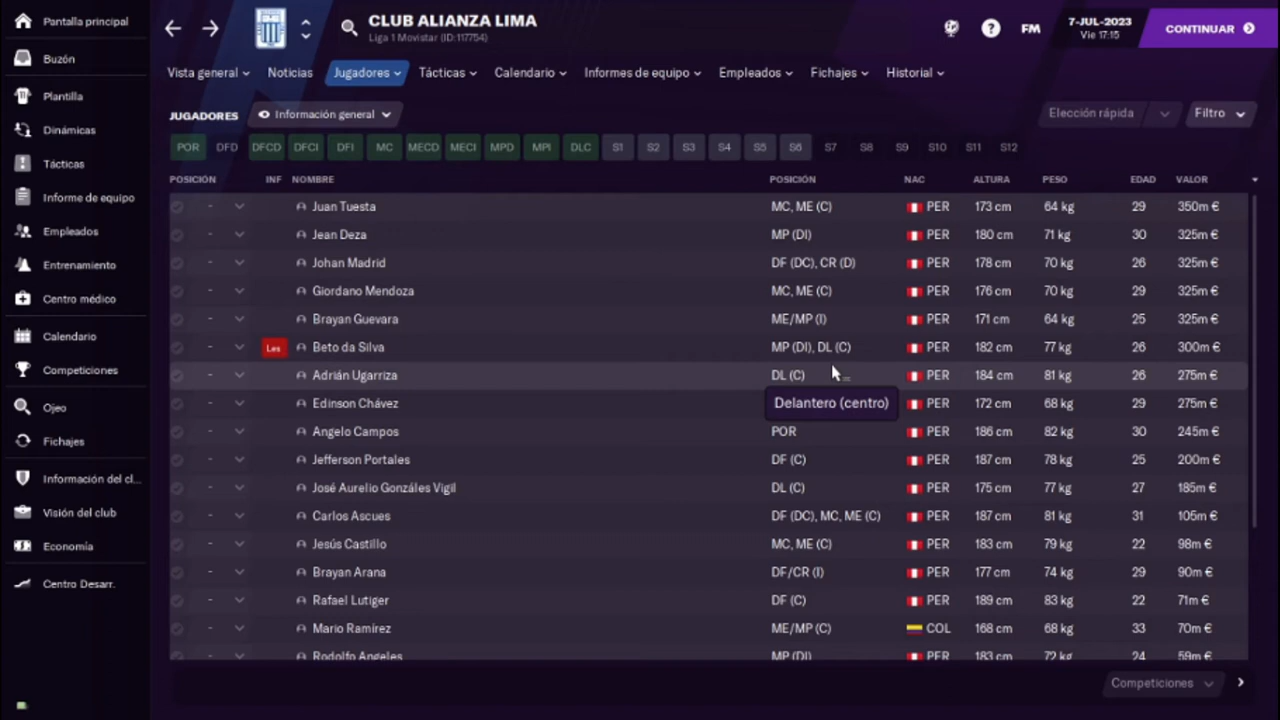 Pantalla principal
Buzón
Plantilla
Dinámicas
Tácticas
Informe de equipo
Empleados
Entrenamiento
Centro médico
Calendario
Competiciones
Ojeo
Fichajes
Información del cl...
Visión del club
Economía
Centro Desarr.
CLUB ALIANZA LIMA
Liga 1 Movistar (ID:117754)
FM
7-JUL-2023
Vie 17:15
CONTINUAR
Vista general Noticias Jugadores Tácticas Calendario Informes de equipo Empleados Fichajes Historial
JUGADORES Información general Elección rápida Filtro
POR DFD DFCD DFCI DFI MC MECD MECI MPD MPI DLC S1 S2 S3 S4 S5 S6 S7 S8 S9 S10 S11 S12
POSICIÓN INF NOMBRE POSICIÓN NAC ALTURA PESO EDAD VALOR
- Juan Tuesta MC, ME (C) PER 173 cm 64 kg 29 350m €
- Jean Deza MP (DI) PER 180 cm 71 kg 30 325m €
- Johan Madrid DF (DC), CR (D) PER 178 cm 70 kg 26 325m €
- Giordano Mendoza MC, ME (C) PER 176 cm 70 kg 29 325m €
- Brayan Guevara ME/MP (I) PER 171 cm 64 kg 25 325m €
- Les Beto da Silva MP (DI), DL (C) PER 182 cm 77 kg 26 300m €
- Adrián Ugarriza DL (C) PER 184 cm 81 kg 26 275m €
- Edinson Chávez Delantero (centro) PER 172 cm 68 kg 29 275m €
- Angelo Campos POR PER 186 cm 82 kg 30 245m €
- Jefferson Portales DF (C) PER 187 cm 78 kg 25 200m €
- José Aurelio Gonzáles Vigil DL (C) PER 175 cm 77 kg 27 185m €
- Carlos Ascues DF (DC), MC, ME (C) PER 187 cm 81 kg 31 105m €
- Jesús Castillo MC, ME (C) PER 183 cm 79 kg 22 98m €
- Brayan Arana DF/CR (I) PER 177 cm 74 kg 29 90m €
- Rafael Lutiger DF (C) PER 189 cm 83 kg 22 71m €
- Mario Ramírez ME/MP (C) COL 168 cm 68 kg 33 70m €
- Rodolfo Angeles MP (DI) PER 183 cm 72 kg 24 59m €
Competiciones